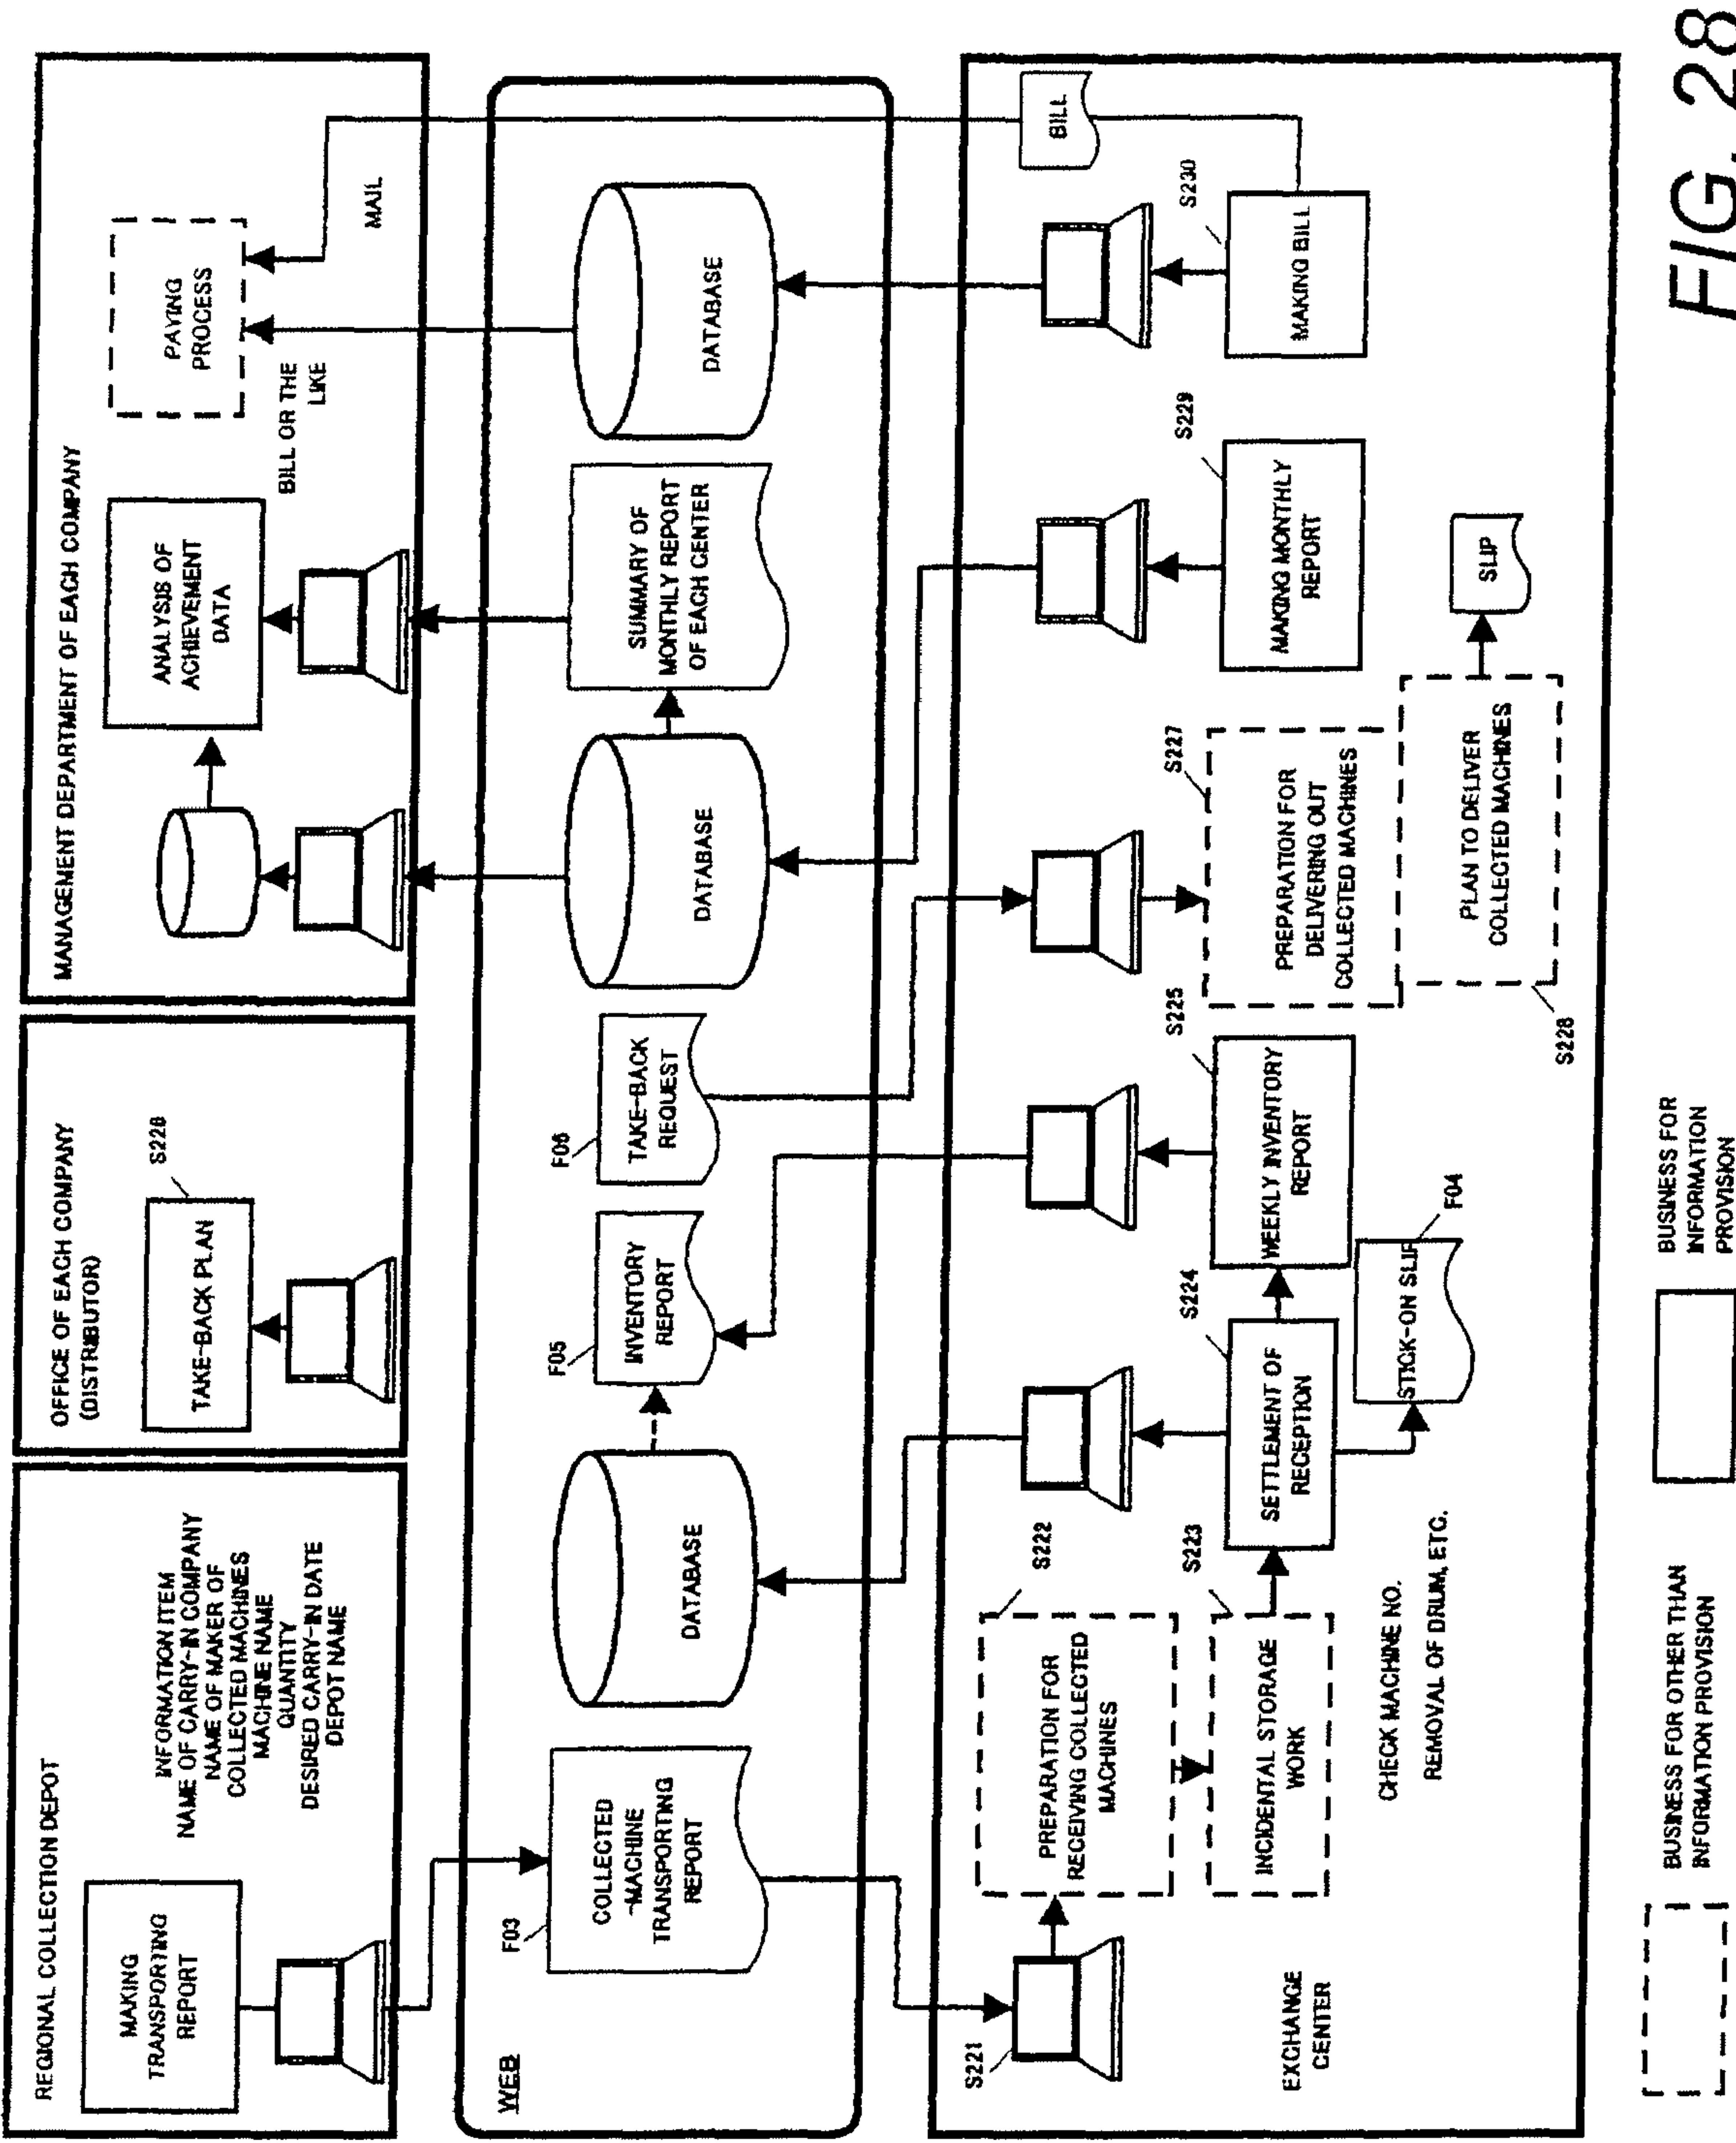 REGIONAL COLLECTION DEPOT
MAKING
TRANSPORTING
REPORT
INFORMATION ITEM
NAME OF CARRY-IN COMPANY
NAME OF MAKER OF
COLLECTED MACHINES
MACHINE NAME
QUANTITY
DESIRED CARRY-IN DATE
DEPOT NAME
OFFICE OF EACH COMPANY
(DISTRIBUTOR)
S226
TAKE-BACK PLAN
MANAGEMENT DEPARTMENT OF EACH COMPANY
ANALYSIS OF
ACHIEVEMENT
DATA
PAYING
PROCESS
BILL OR THE
LIKE
MAIL
WEB
F03
COLLECTED
-MACHINE
TRANSPORTING
REPORT
DATABASE
F05
INVENTORY
REPORT
F06
TAKE-BACK
REQUEST
DATABASE
SUMMARY OF
MONTHLY REPORT
OF EACH CENTER
DATABASE
BILL
S221
EXCHANGE
CENTER
S222
PREPARATION FOR
RECEIVING COLLECTED
MACHINES
S223
INCIDENTAL STORAGE
WORK
CHECK MACHINE NO.
REMOVAL OF DRUM, ETC.
S224
SETTLEMENT OF
RECEPTION
STICK-ON SLIP
F04
S225
WEEKLY INVENTORY
REPORT
S227
PREPARATION FOR
DELIVERING OUT
COLLECTED MACHINES
S228
PLAN TO DELIVER
COLLECTED MACHINES
SLIP
S229
MAKING MONTHLY
REPORT
S230
MAKING BILL
BUSINESS FOR OTHER THAN
INFORMATION PROVISION
BUSINESS FOR
INFORMATION
PROVISION
FIG. 28